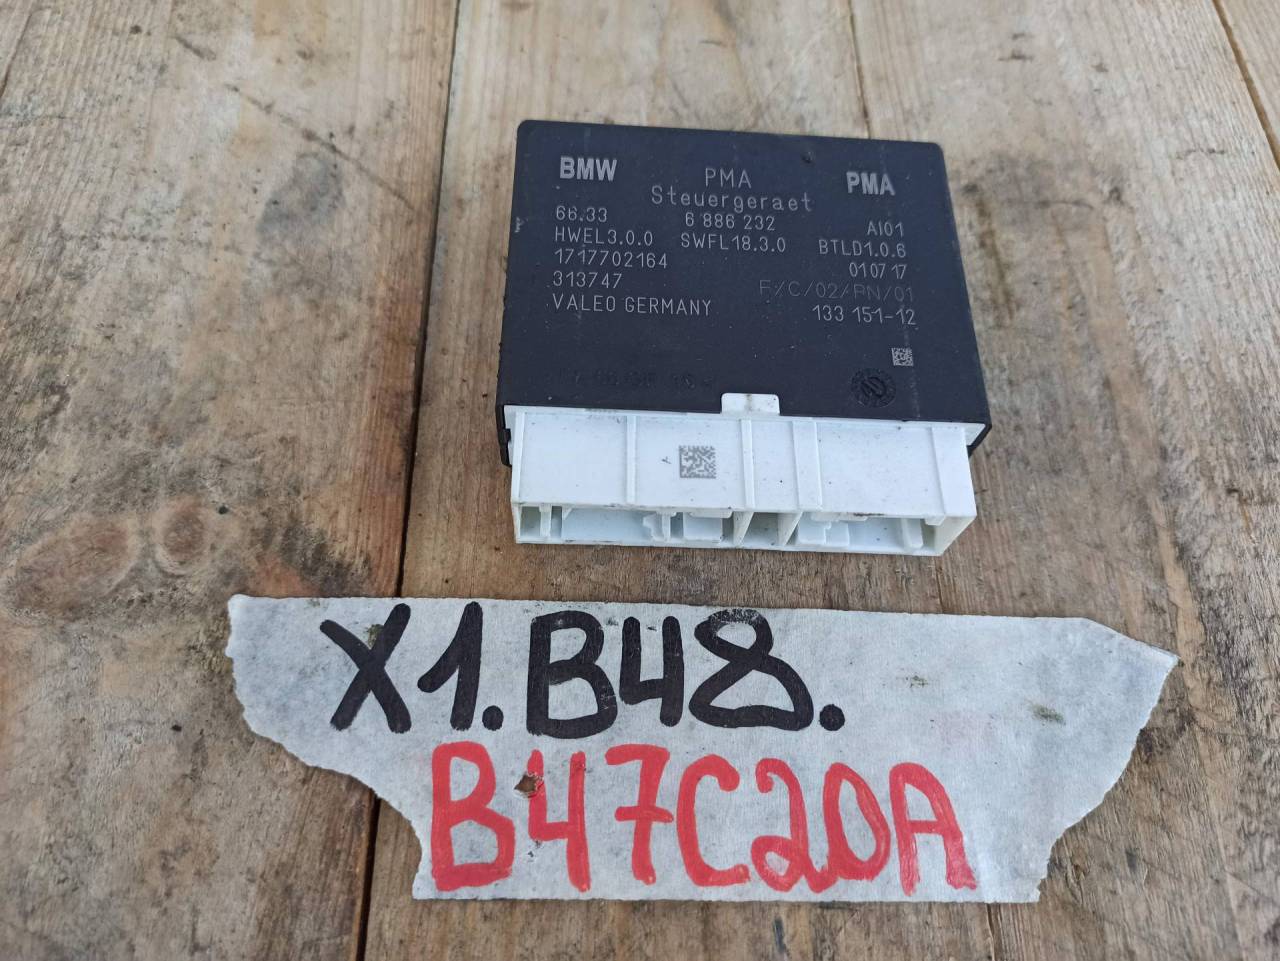 BMW PMA PMA
Steuergeraet
66.33 6 886 232 AI01
HWEL3.0.0 SWFL18.3.0 BTLD1.0.6
1717702164 010717
313747 F/C/02/PN/01
VALEO GERMANY 133 151-12
X1.B48.
B47C20A